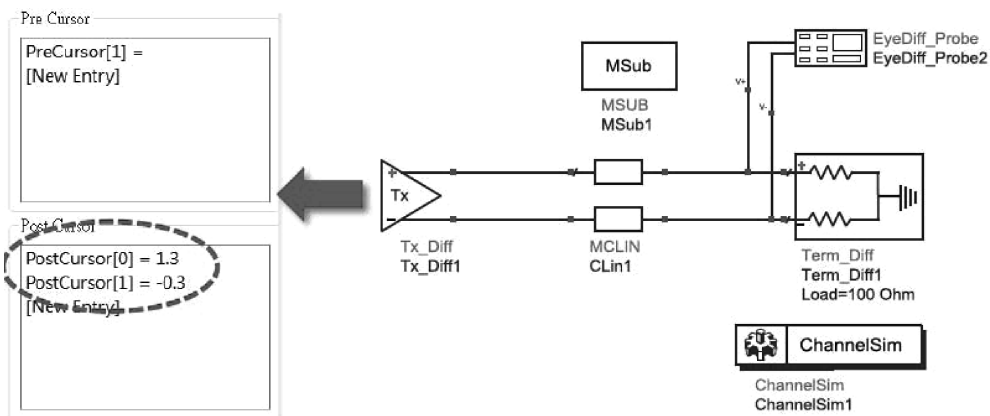 Pre Cursor
PreCursor[1] =
[New Entry]
Post Cursor
PostCursor[0] = 1.3
PostCursor[1] = -0.3
[New Entry]
MSub
MSUB
MSub1
EyeDiff_Probe
EyeDiff_Probe2
V+
V-
+
Tx
-
Tx_Diff
Tx_Diff1
MCLIN
CLin1
+
-
Term_Diff
Term_Diff1
Load=100 Ohm
ChannelSim
ChannelSim
ChannelSim1